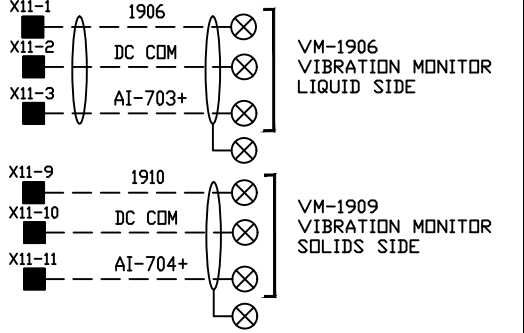 X11-1
1906
X11-2
DC COM
X11-3
AI-703+
VM-1906
VIBRATION MONITOR
LIQUID SIDE
X11-9
1910
X11-10
DC COM
X11-11
AI-704+
VM-1909
VIBRATION MONITOR
SOLIDS SIDE